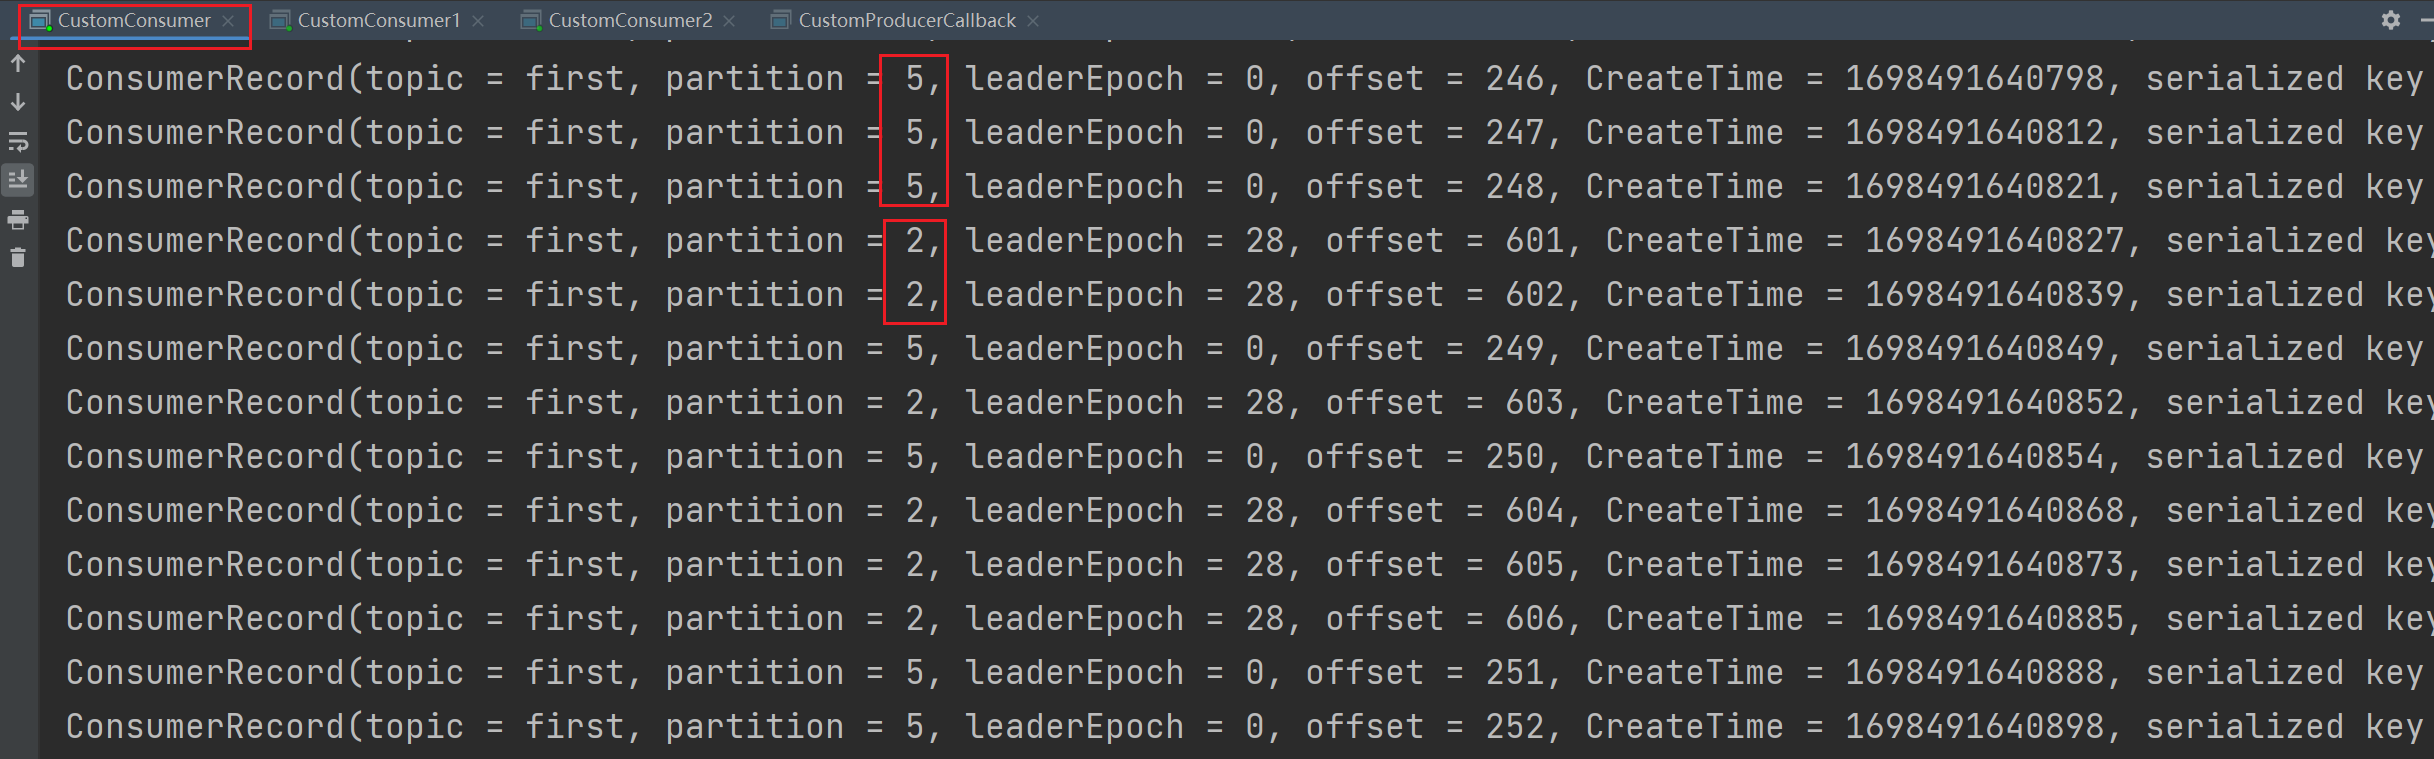 CustomConsumer CustomConsumer1 CustomConsumer2 CustomProducerCallback
ConsumerRecord(topic = first, partition = 5, leaderEpoch = 0, offset = 246, CreateTime = 1698491640798, serialized key
ConsumerRecord(topic = first, partition = 5, leaderEpoch = 0, offset = 247, CreateTime = 1698491640812, serialized key
ConsumerRecord(topic = first, partition = 5, leaderEpoch = 0, offset = 248, CreateTime = 1698491640821, serialized key
ConsumerRecord(topic = first, partition = 2, leaderEpoch = 28, offset = 601, CreateTime = 1698491640827, serialized key
ConsumerRecord(topic = first, partition = 2, leaderEpoch = 28, offset = 602, CreateTime = 1698491640839, serialized key
ConsumerRecord(topic = first, partition = 5, leaderEpoch = 0, offset = 249, CreateTime = 1698491640849, serialized key
ConsumerRecord(topic = first, partition = 2, leaderEpoch = 28, offset = 603, CreateTime = 1698491640852, serialized key
ConsumerRecord(topic = first, partition = 5, leaderEpoch = 0, offset = 250, CreateTime = 1698491640854, serialized key
ConsumerRecord(topic = first, partition = 2, leaderEpoch = 28, offset = 604, CreateTime = 1698491640868, serialized key
ConsumerRecord(topic = first, partition = 2, leaderEpoch = 28, offset = 605, CreateTime = 1698491640873, serialized key
ConsumerRecord(topic = first, partition = 2, leaderEpoch = 28, offset = 606, CreateTime = 1698491640885, serialized key
ConsumerRecord(topic = first, partition = 5, leaderEpoch = 0, offset = 251, CreateTime = 1698491640888, serialized key
ConsumerRecord(topic = first, partition = 5, leaderEpoch = 0, offset = 252, CreateTime = 1698491640898, serialized key